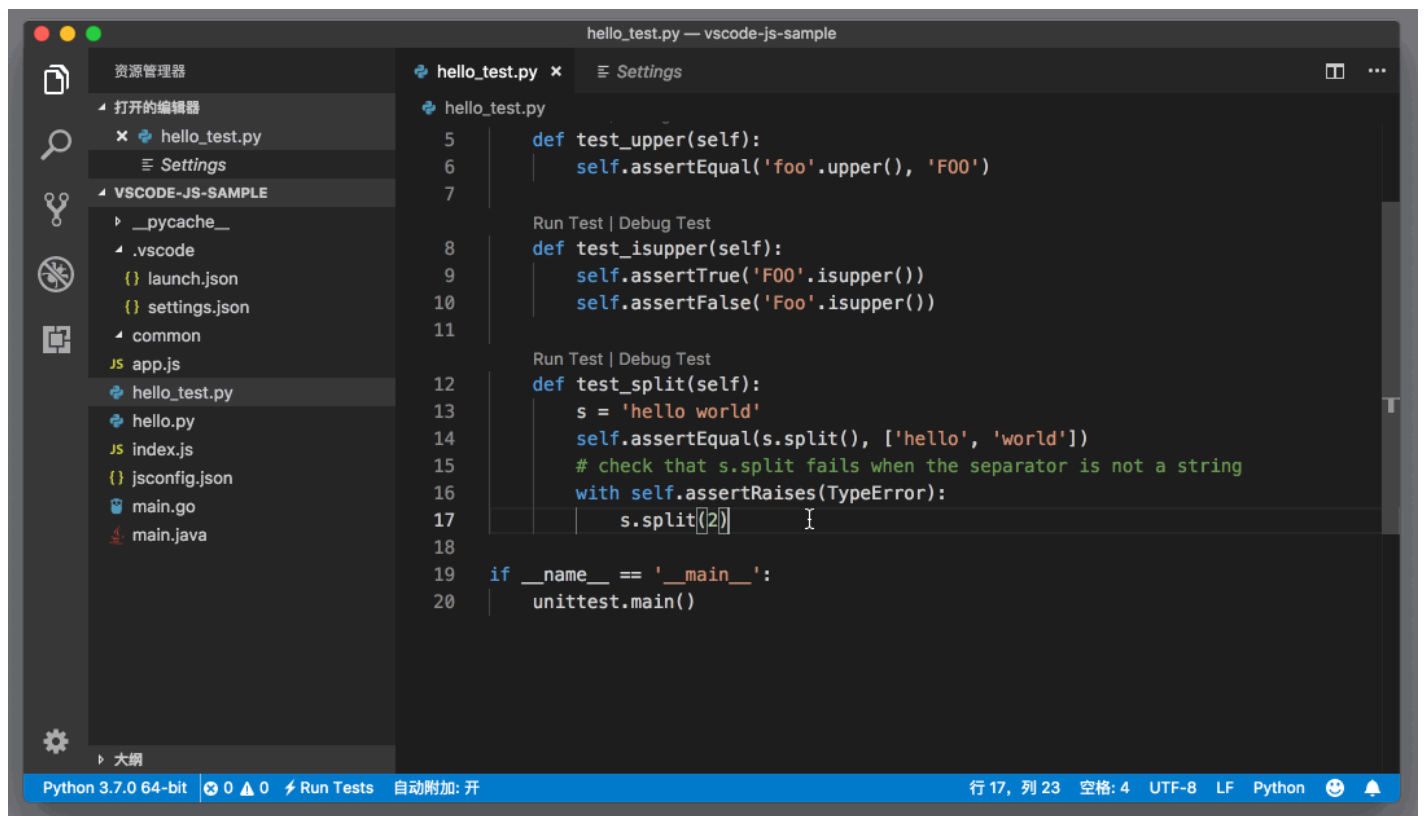 hello_test.py — vscode-js-sample
资源管理器
打开的编辑器
hello_test.py
Settings
VSCODE-JS-SAMPLE
__pycache__
.vscode
{} launch.json
{} settings.json
common
JS app.js
hello_test.py
hello.py
JS index.js
{} jsconfig.json
main.go
main.java
大纲
hello_test.py Settings
hello_test.py
5 def test_upper(self):
6 self.assertEqual('foo'.upper(), 'FOO')
7
Run Test | Debug Test
8 def test_isupper(self):
9 self.assertTrue('FOO'.isupper())
10 self.assertFalse('Foo'.isupper())
11
Run Test | Debug Test
12 def test_split(self):
13 s = 'hello world'
14 self.assertEqual(s.split(), ['hello', 'world'])
15 # check that s.split fails when the separator is not a string
16 with self.assertRaises(TypeError):
17 s.split(2)
18
19 if __name__ == '__main__':
20 unittest.main()
Python 3.7.0 64-bit 0 0 Run Tests 自动附加: 开 行 17，列 23 空格: 4 UTF-8 LF Python